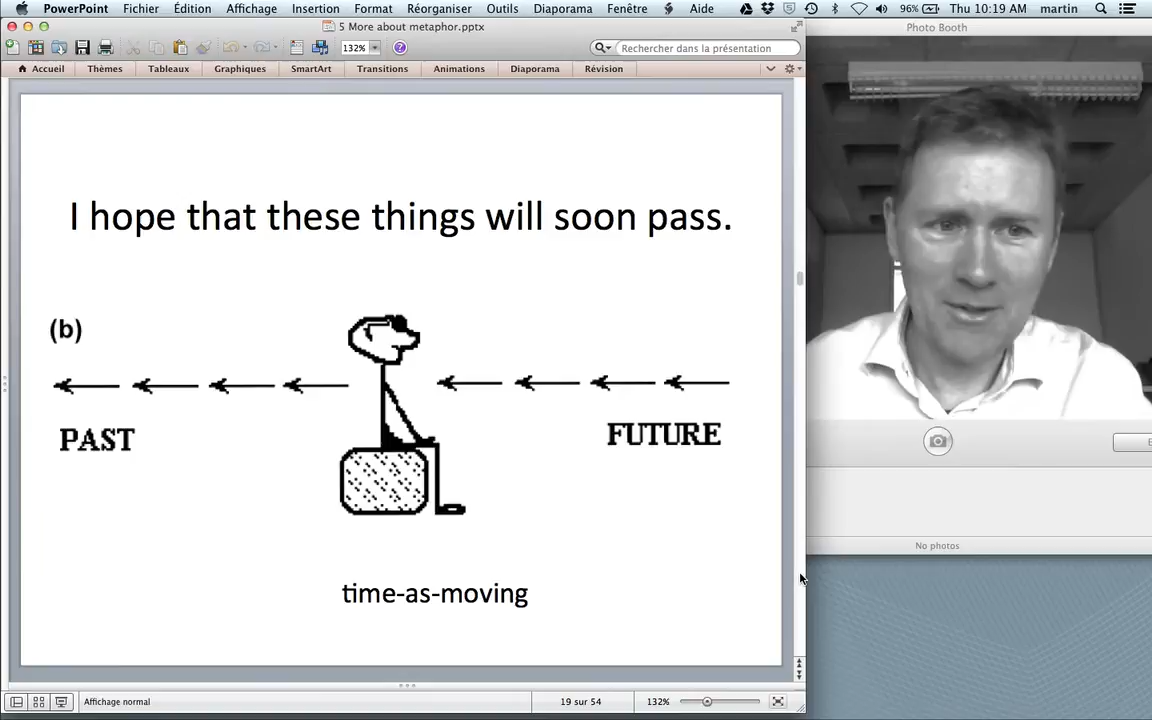 PowerPoint Fichier Édition Affichage Insertion Format Réorganiser Outils Diaporama Fenêtre Aide 96% Thu 10:19 AM martin
5 More about metaphor.pptx
Photo Booth
132% Rechercher dans la présentation
Accueil Thèmes Tableaux Graphiques SmartArt Transitions Animations Diaporama Révision
I hope that these things will soon pass.
(b)
PAST
FUTURE
time-as-moving
No photos
Affichage normal 19 sur 54 132%